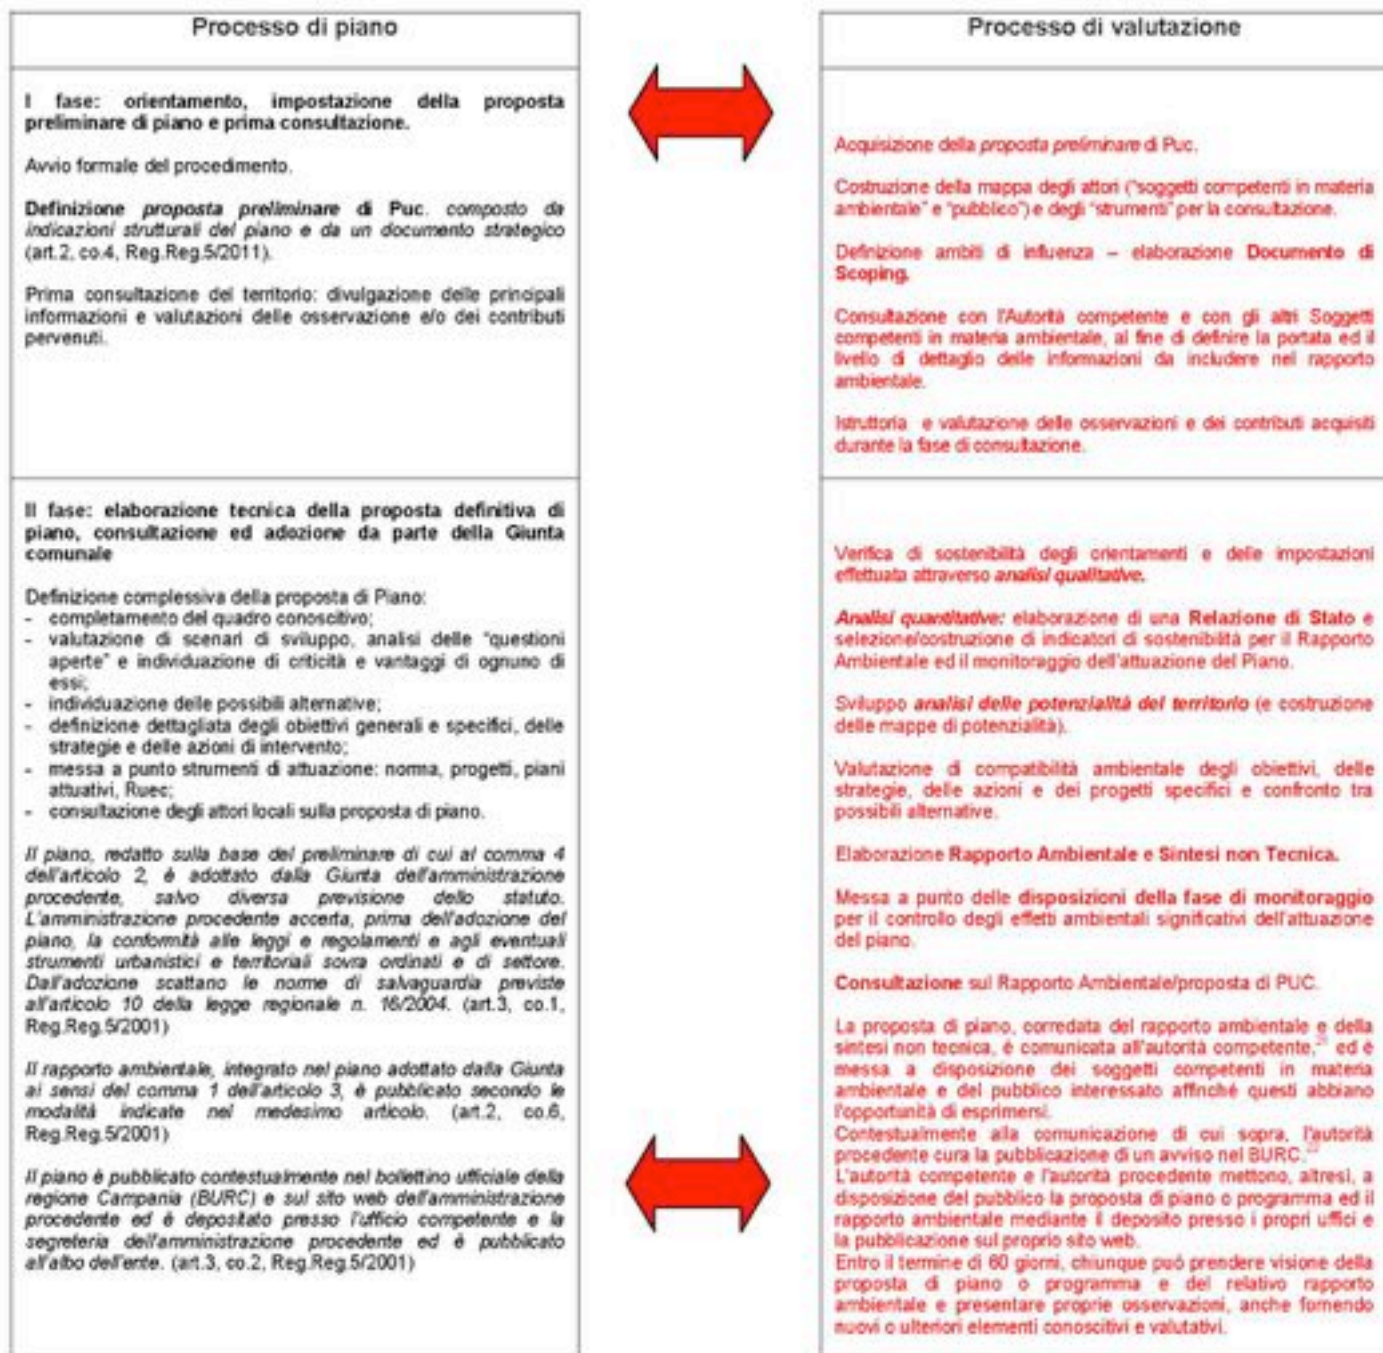 Processo di piano
I fase: orientamento, impostazione della proposta
preliminare di piano e prima consultazione.
Avvio formale del procedimento.
Definizione proposta preliminare di Puc. composto da
indicazioni strutturali del piano e da un documento strategico
(art.2, co.4, Reg.Reg.5/2011).
Prima consultazione del territorio: divulgazione delle principali
informazioni e valutazioni delle osservazione e/o dei contributi
pervenuti.
II fase: elaborazione tecnica della proposta definitiva di
piano, consultazione ed adozione da parte della Giunta
comunale
Definizione complessiva della proposta di Piano:
- completamento del quadro conoscitivo;
- valutazione di scenari di sviluppo, analisi delle "questioni
aperte" e individuazione di criticità e vantaggi di ognuno di
essi;
- individuazione delle possibili alternative;
- definizione dettagliata degli obiettivi generali e specifici, delle
strategie e delle azioni di intervento;
- messa a punto strumenti di attuazione: norma, progetti, piani
attuativi, Ruec;
- consultazione degli attori locali sulla proposta di piano.
Il piano, redatto sulla base del preliminare di cui al comma 4
dell'articolo 2, è adottato dalla Giunta dell'amministrazione
procedente, salvo diversa previsione dello statuto.
L'amministrazione procedente accerta, prima dell'adozione del
piano, la conformità alle leggi e regolamenti e agli eventuali
strumenti urbanistici e territoriali sovra ordinati e di settore.
Dall'adozione scattano le norme di salvaguardia previste
all'articolo 10 della legge regionale n. 16/2004. (art.3, co.1,
Reg.Reg.5/2001)
Il rapporto ambientale, integrato nel piano adottato dalla Giunta
ai sensi del comma 1 dell'articolo 3, è pubblicato secondo le
modalità indicate nel medesimo articolo. (art.2, co.6,
Reg.Reg.5/2001)
Il piano è pubblicato contestualmente nel bollettino ufficiale della
regione Campania (BURC) e sul sito web dell'amministrazione
procedente ed è depositato presso l'ufficio competente e la
segreteria dell'amministrazione procedente ed è pubblicato
all'albo dell'ente. (art.3, co.2, Reg.Reg.5/2001)
Processo di valutazione
Acquisizione della proposta preliminare di Puc.
Costruzione della mappa degli attori ("soggetti competenti in materia
ambientale" e "pubblico") e degli "strumenti" per la consultazione.
Definizione ambiti di influenza – elaborazione Documento di
Scoping.
Consultazione con l'Autorità competente e con gli altri Soggetti
competenti in materia ambientale, al fine di definire la portata ed il
livello di dettaglio delle informazioni da includere nel rapporto
ambientale.
Istruttoria e valutazione delle osservazioni e dei contributi acquisiti
durante la fase di consultazione.
Verifica di sostenibilità degli orientamenti e delle impostazioni
effettuata attraverso analisi qualitative.
Analisi quantitative: elaborazione di una Relazione di Stato e
selezione/costruzione di indicatori di sostenibilità per il Rapporto
Ambientale ed il monitoraggio dell'attuazione del Piano.
Sviluppo analisi delle potenzialità del territorio (e costruzione
delle mappe di potenzialità).
Valutazione di compatibilità ambientale degli obiettivi, delle
strategie, delle azioni e dei progetti specifici e confronto tra
possibili alternative.
Elaborazione Rapporto Ambientale e Sintesi non Tecnica.
Messa a punto delle disposizioni della fase di monitoraggio
per il controllo degli effetti ambientali significativi dell'attuazione
del piano.
Consultazione sul Rapporto Ambientale/proposta di PUC.
La proposta di piano, corredata del rapporto ambientale e della
sintesi non tecnica, è comunicata all'autorità competente, ed è
messa a disposizione dei soggetti competenti in materia
ambientale e del pubblico interessato affinché questi abbiano
l'opportunità di esprimersi.
Contestualmente alla comunicazione di cui sopra, l'autorità
procedente cura la pubblicazione di un avviso nel BURC.
L'autorità competente e l'autorità procedente mettono, altresì, a
disposizione del pubblico la proposta di piano o programma ed il
rapporto ambientale mediante il deposito presso i propri uffici e
la pubblicazione sul proprio sito web.
Entro il termine di 60 giorni, chiunque può prendere visione della
proposta di piano o programma e del relativo rapporto
ambientale e presentare proprie osservazioni, anche fornendo
nuovi o ulteriori elementi conoscitivi e valutativi.